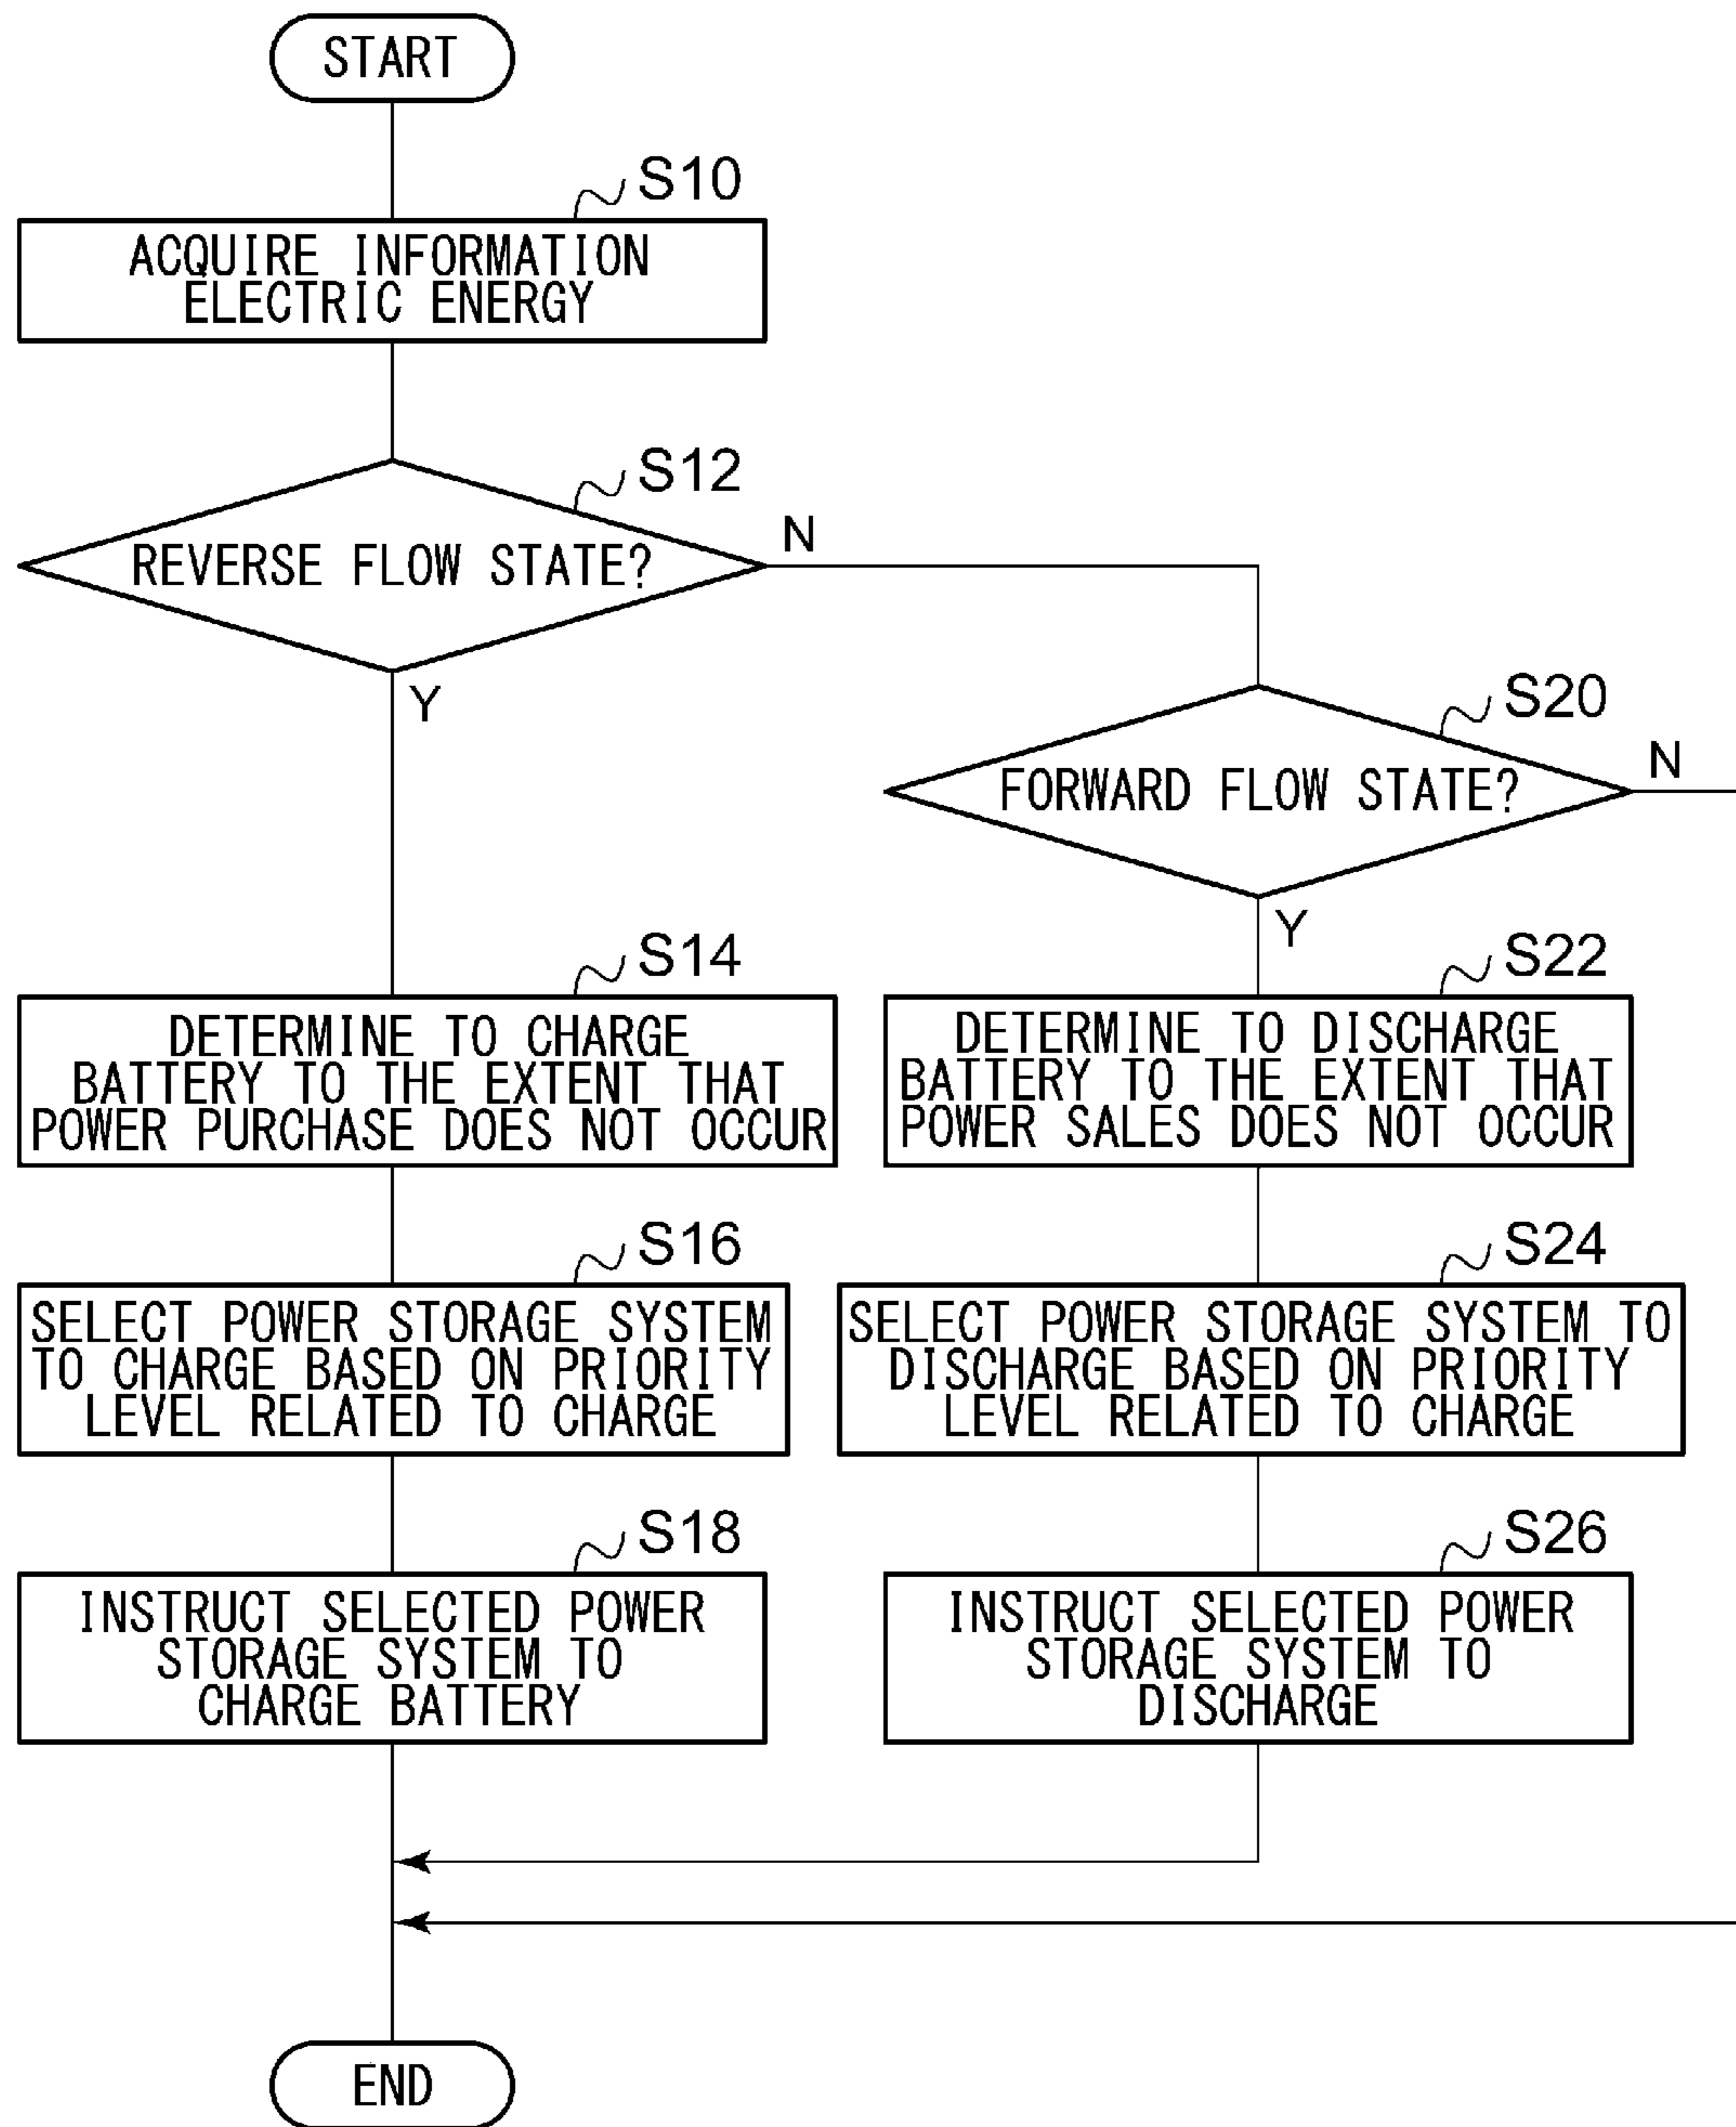 START
S10
ACQUIRE INFORMATION
ELECTRIC ENERGY
S12
REVERSE FLOW STATE?
N
Y
S20
FORWARD FLOW STATE?
N
Y
S14
DETERMINE TO CHARGE
BATTERY TO THE EXTENT THAT
POWER PURCHASE DOES NOT OCCUR
S22
DETERMINE TO DISCHARGE
BATTERY TO THE EXTENT THAT
POWER SALES DOES NOT OCCUR
S16
SELECT POWER STORAGE SYSTEM
TO CHARGE BASED ON PRIORITY
LEVEL RELATED TO CHARGE
S24
SELECT POWER STORAGE SYSTEM TO
DISCHARGE BASED ON PRIORITY
LEVEL RELATED TO CHARGE
S18
INSTRUCT SELECTED POWER
STORAGE SYSTEM TO
CHARGE BATTERY
S26
INSTRUCT SELECTED POWER
STORAGE SYSTEM TO
DISCHARGE
END